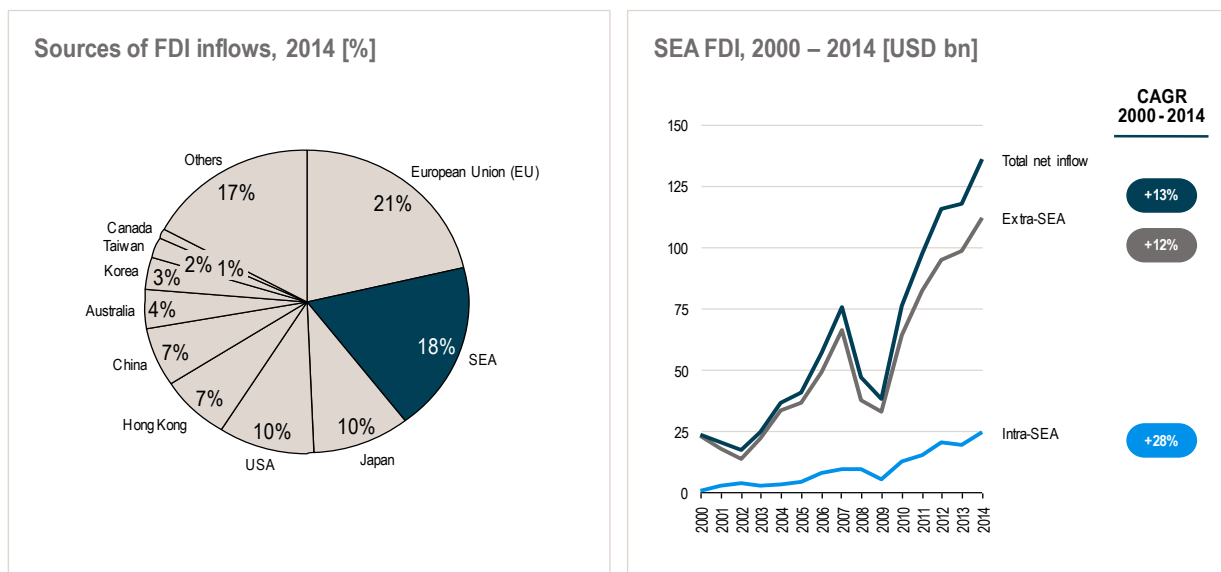 Sources of FDI inflows, 2014 [%]
Others
17%
European Union (EU)
21%
Canada
Taiwan
2%
1%
Korea
3%
Australia
4%
18%
SEA
China
7%
Hong Kong
7%
USA
10%
10%
Japan
SEA FDI, 2000 – 2014 [USD bn]
CAGR
2000 - 2014
150
125
100
75
50
25
0
Total net inflow
+13%
Extra-SEA
+12%
Intra-SEA
+28%
2000
2001
2002
2003
2004
2005
2006
2007
2008
2009
2010
2011
2012
2013
2014